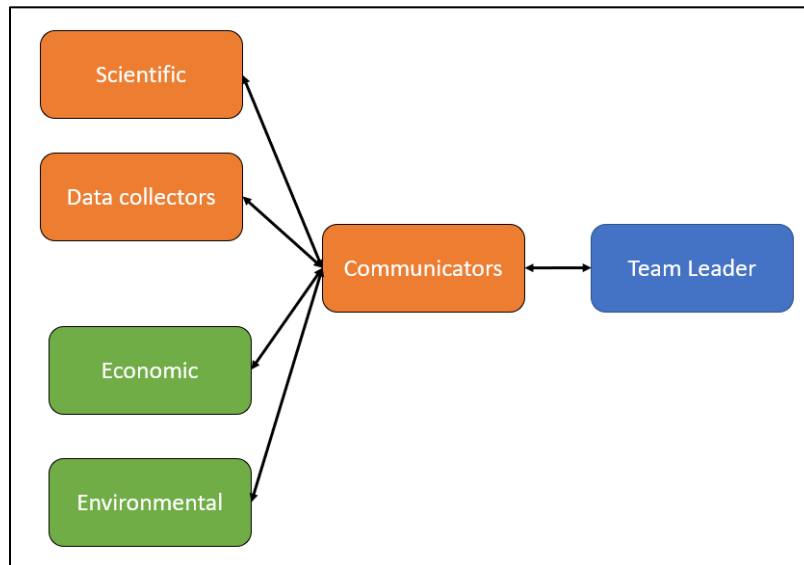 Scientific
Data collectors
Communicators
Team Leader
Economic
Environmental